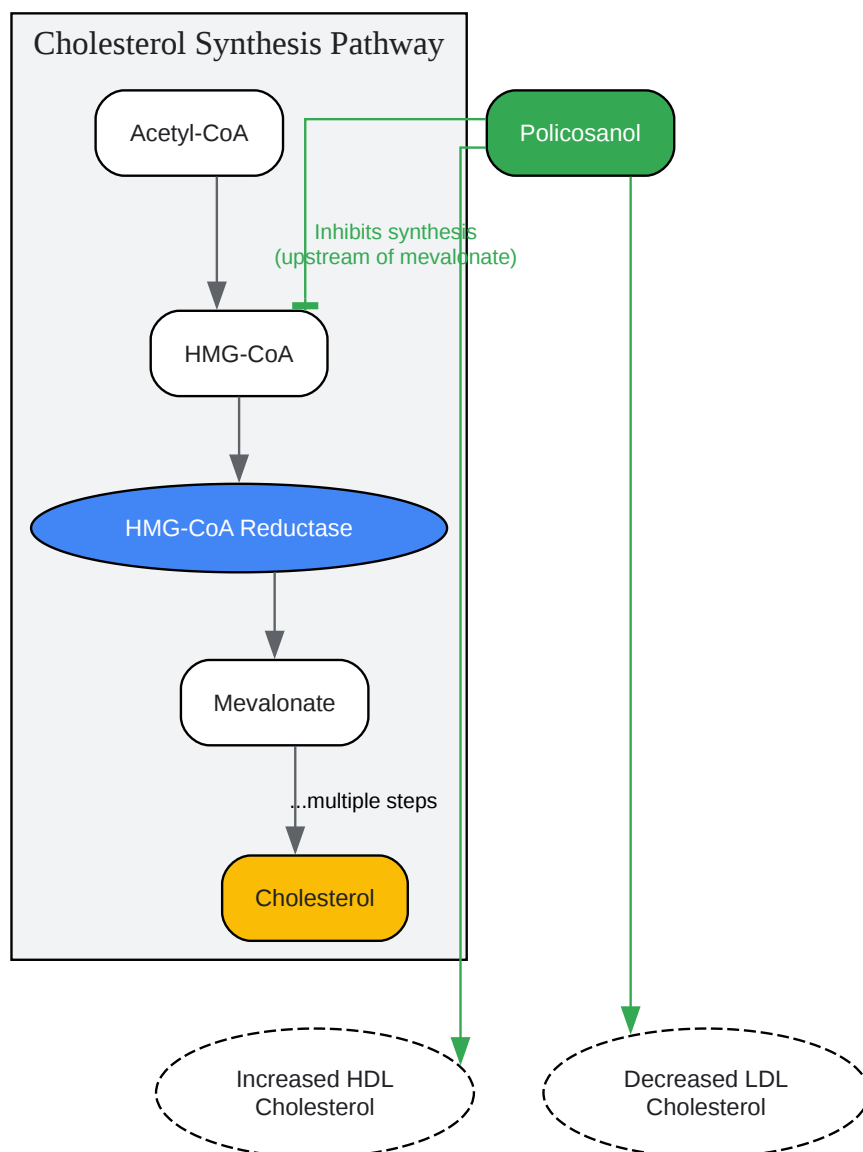 Cholesterol Synthesis Pathway
Acetyl-CoA
Policosanol
Inhibits synthesis
(upstream of mevalonate)
HMG-CoA
HMG-CoA Reductase
Mevalonate
...multiple steps
Cholesterol
Increased HDL
Cholesterol
Decreased LDL
Cholesterol